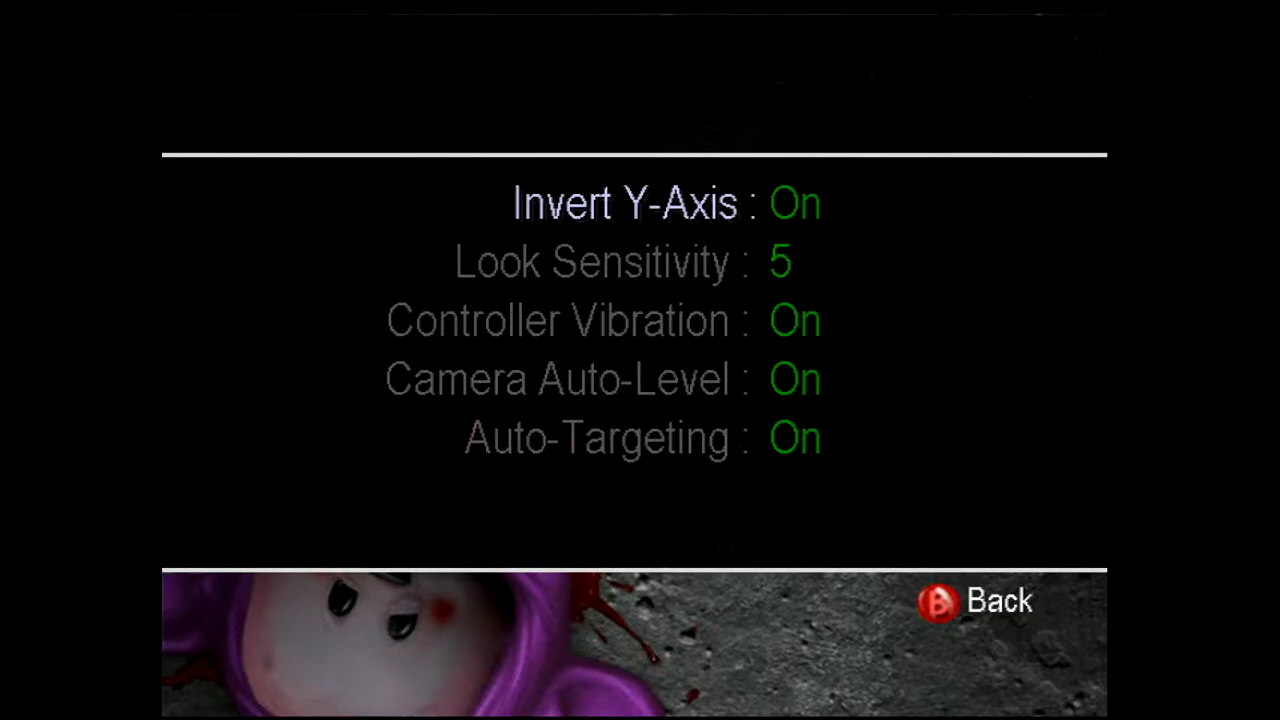 Invert Y-Axis : On
Look Sensitivity : 5
Controller Vibration : On
Camera Auto-Level : On
Auto-Targeting : On
B Back